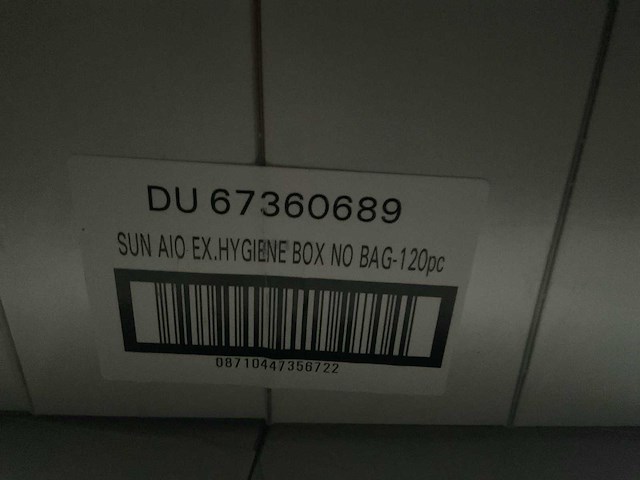 DU 67360689
SUN AIO EX.HYGIENE BOX NO BAG-120pc
08710447356722